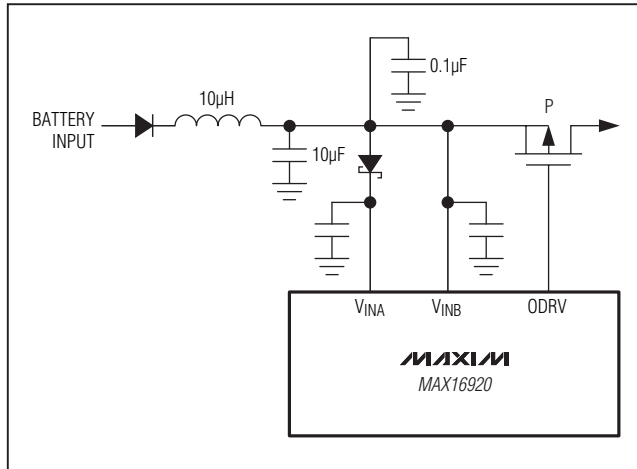 0.1µF
10µH
P
BATTERY
INPUT
10µF
VINA
VINB
ODRV
MAXIM
MAX16920